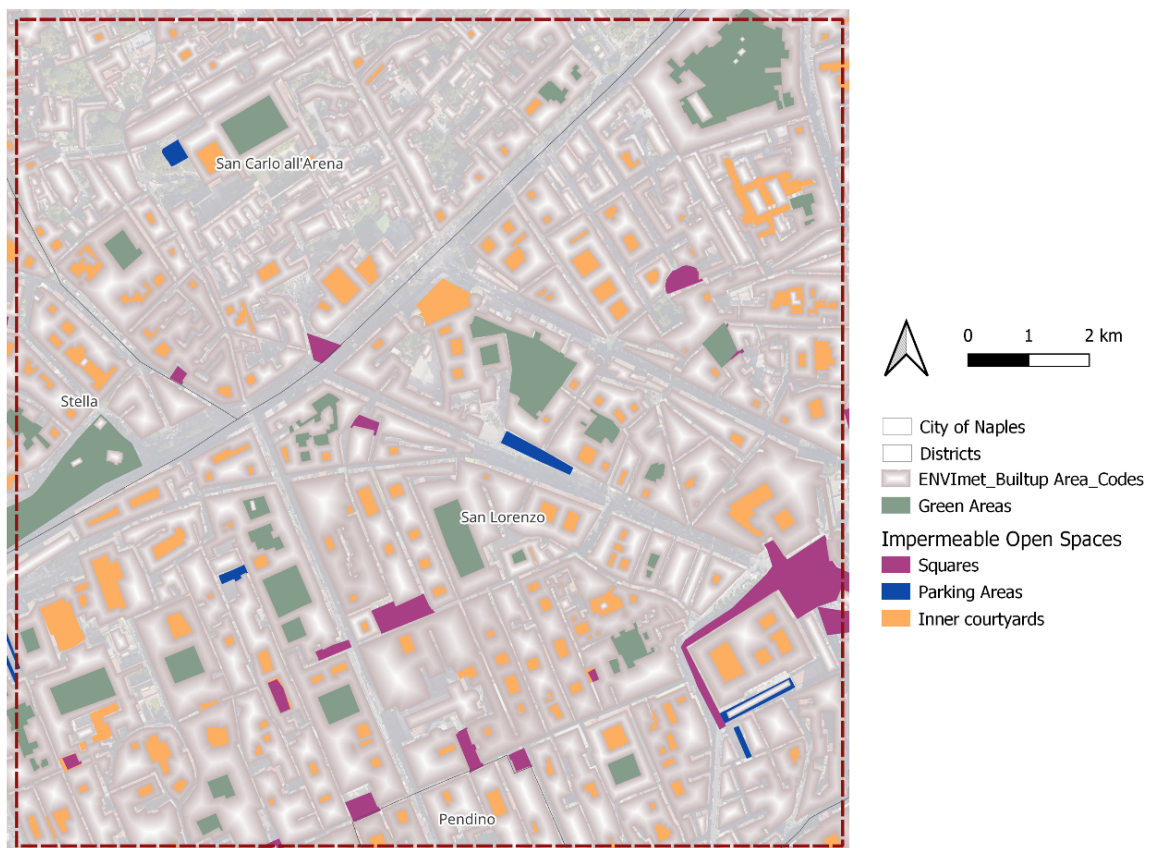 San Carlo all'Arena
0 1 2 km
Stella
City of Naples
Districts
ENVImet_Builtup Area_Codes
Green Areas
San Lorenzo
Impermeable Open Spaces
Squares
Parking Areas
Inner courtyards
Pendino